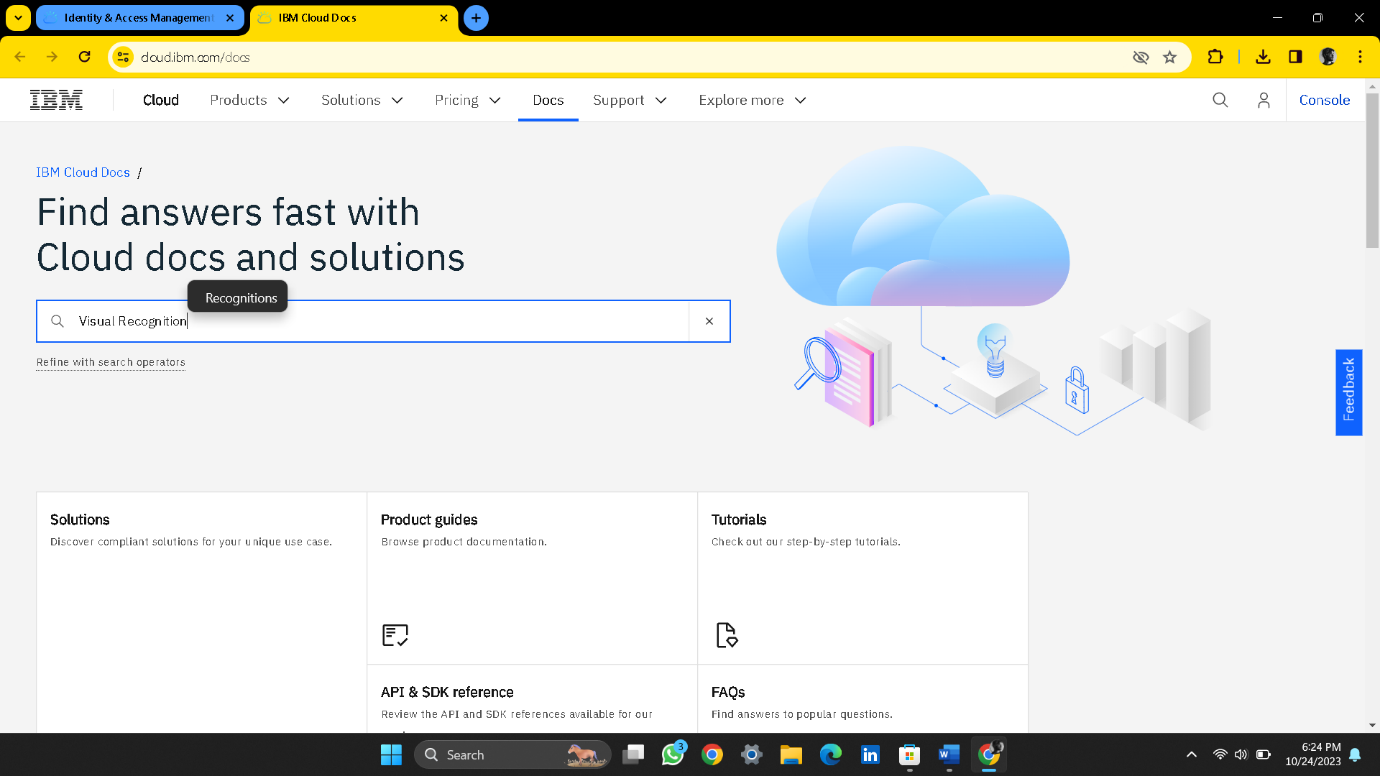 Identity & Access Management
IBM Cloud Docs
cloud.ibm.com/docs
IBM
Cloud
Products
Solutions
Pricing
Docs
Support
Explore more
Console
IBM Cloud Docs /
Find answers fast with
Cloud docs and solutions
Recognitions
Visual Recognition
Refine with search operators
Feedback
Solutions
Discover compliant solutions for your unique use case.
Product guides
Browse product documentation.
Tutorials
Check out our step-by-step tutorials.
API & SDK reference
Review the API and SDK references available for our
FAQs
Find answers to popular questions.
Search
3
6:24 PM
10/24/2023